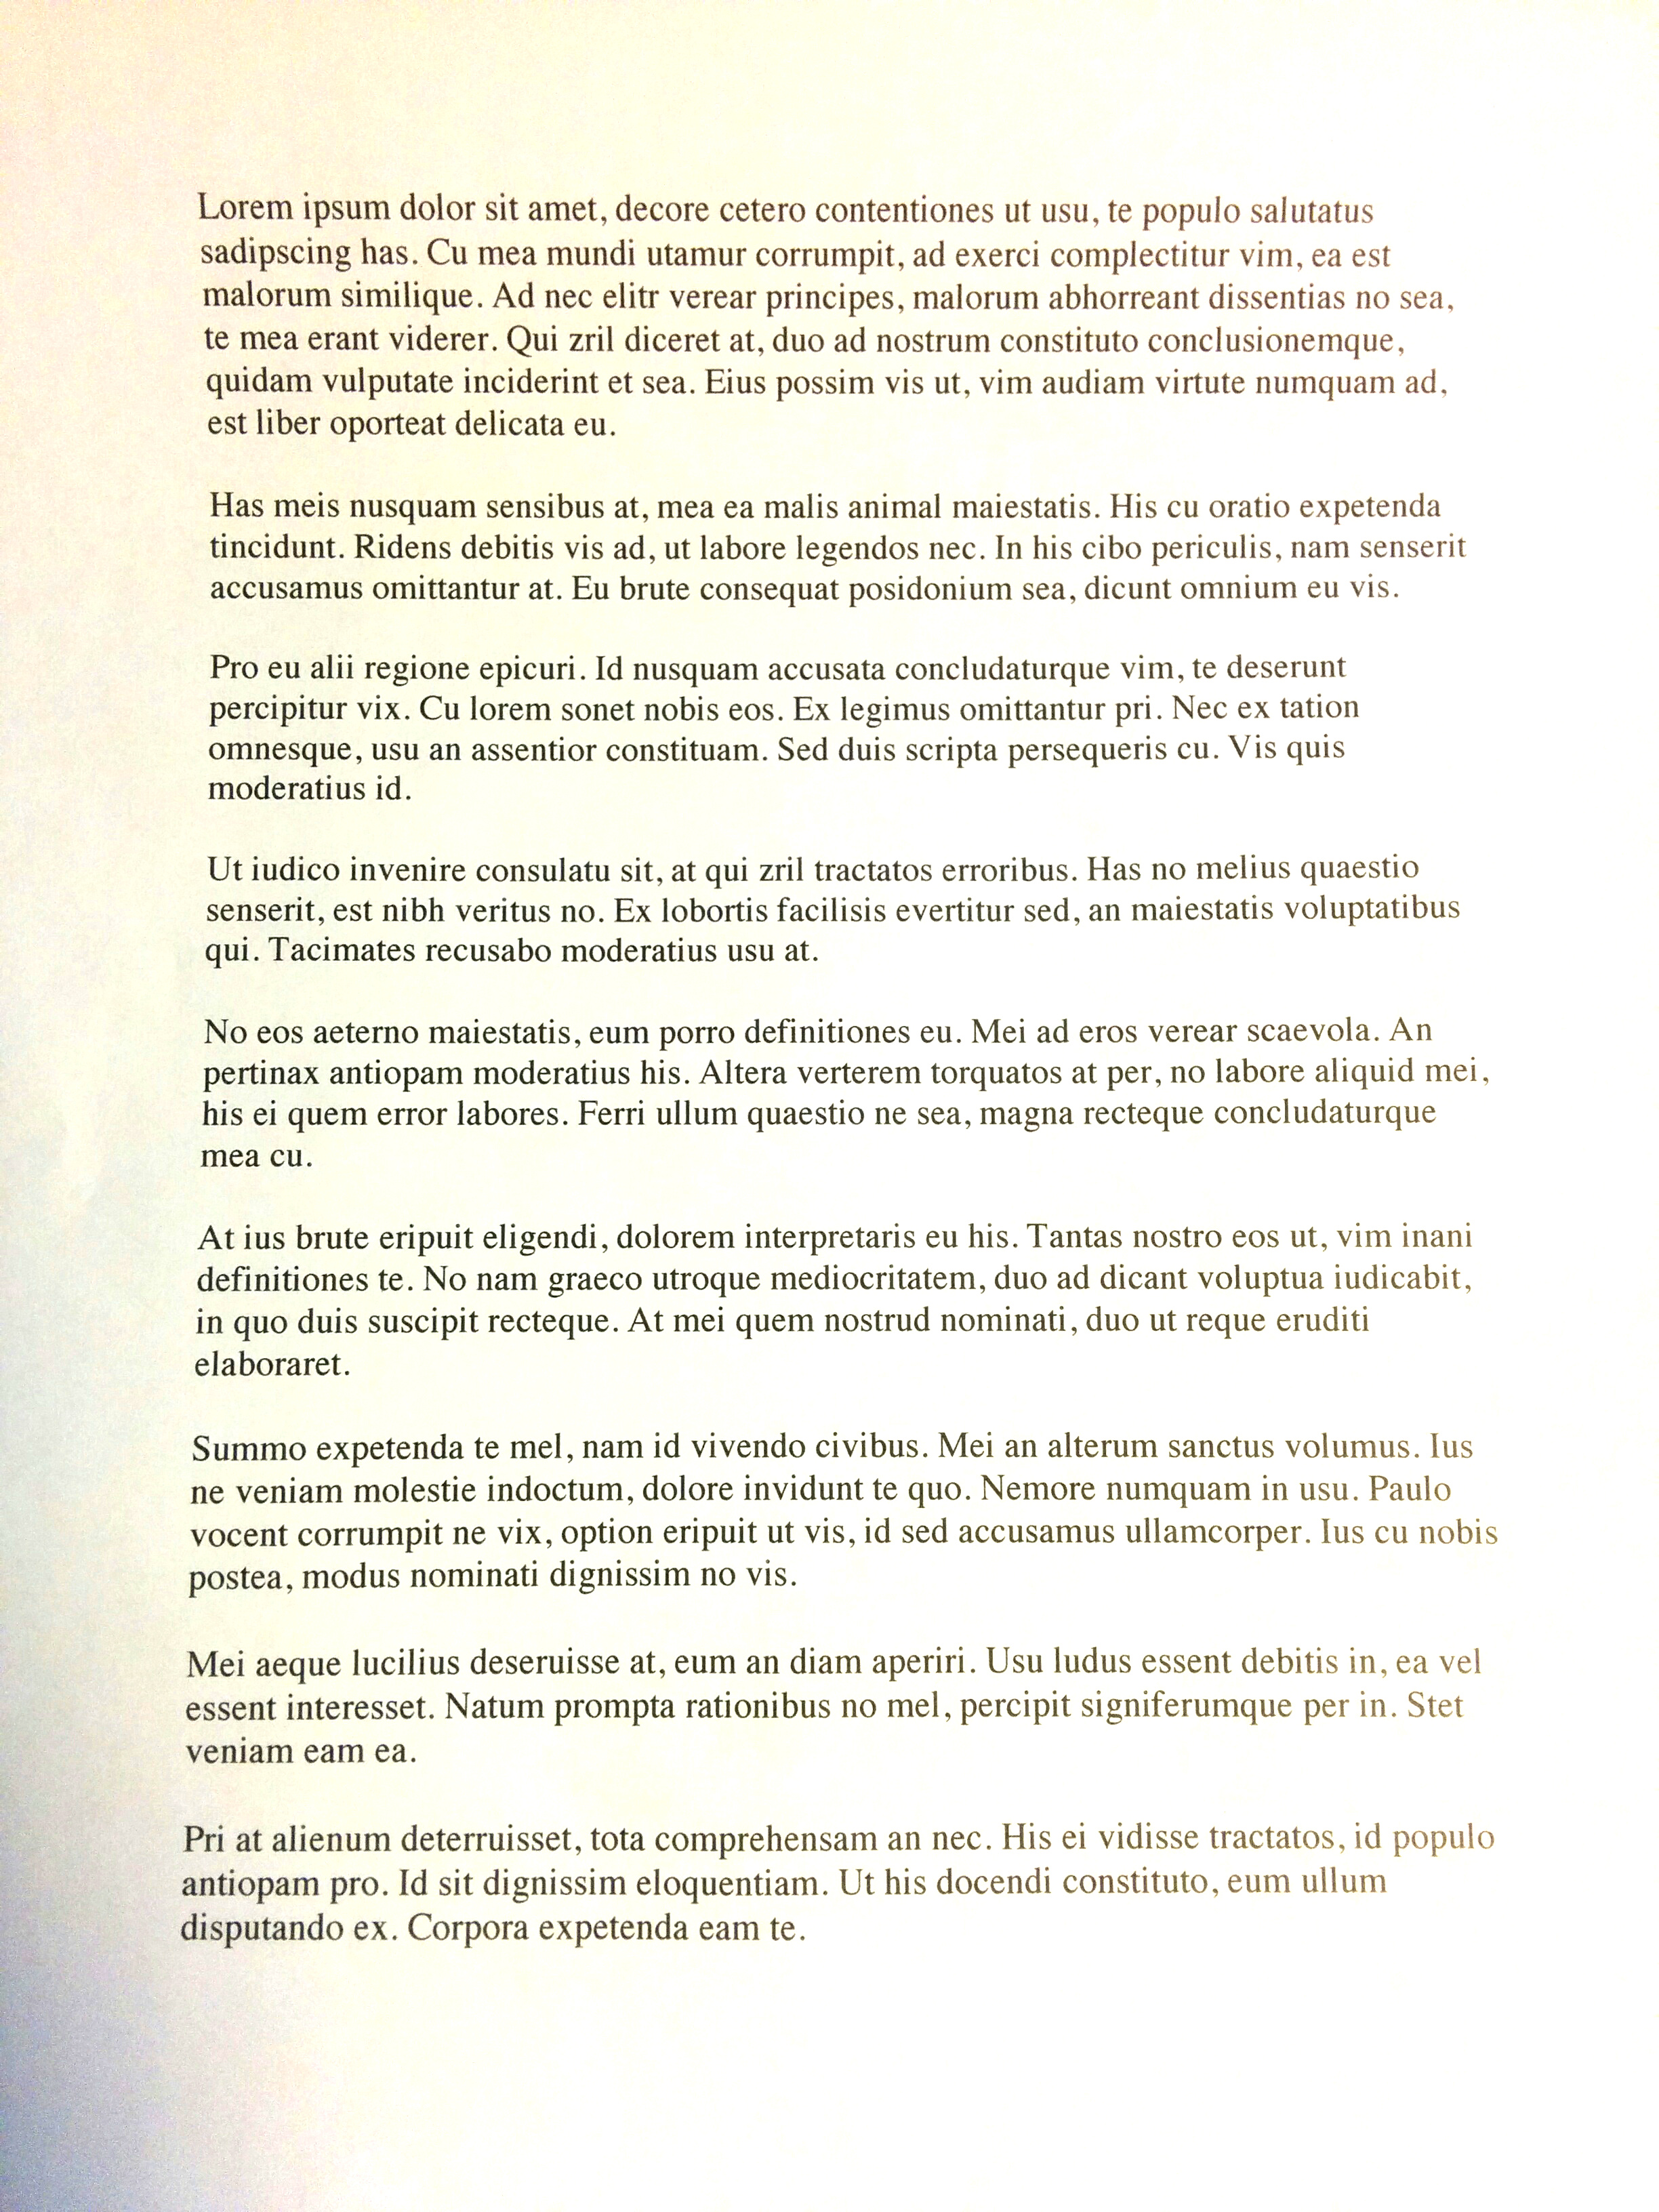 Lorem ipsum dolor sit amet, decore cetero contentiones ut usu, te populo salutatus
sadipscing has. Cu mea mundi utamur corrumpit, ad exerci complectitur vim, ea est
malorum similique. Ad nec elitr verear principes, malorum abhorreant dissentias no sea,
te mea erant viderer. Qui zril diceret at, duo ad nostrum constituto conclusionemque,
quidam vulputate inciderint et sea. Eius possim vis ut, vim audiam virtute numquam ad,
est liber oporteat delicata eu.
Has meis nusquam sensibus at, mea ea malis animal maiestatis. His cu oratio expetenda
tincidunt. Ridens debitis vis ad, ut labore legendos nec. In his cibo periculis, nam senserit
accusamus omittantur at. Eu brute consequat posidonium sea, dicunt omnium eu vis.
Pro eu alii regione epicuri. Id nusquam accusata concludaturque vim, te deserunt
percipitur vix. Cu lorem sonet nobis eos. Ex legimus omittantur pri. Nec ex tation
omnesque, usu an assentior constituam. Sed duis scripta persequeris cu. Vis quis
moderatius id.
Ut iudico invenire consulatu sit, at qui zril tractatos erroribus. Has no melius quaestio
senserit, est nibh veritus no. Ex lobortis facilisis evertitur sed, an maiestatis voluptatibus
qui. Tacimates recusabo moderatius usu at.
No eos aeterno maiestatis, eum porro definitiones eu. Mei ad eros verear scaevola. An
pertinax antiopam moderatius his. Altera verterem torquatos at per, no labore aliquid mei,
his ei quem error labores. Ferri ullum quaestio ne sea, magna recteque concludaturque
mea cu.
At ius brute eripuit eligendi, dolorem interpretaris eu his. Tantas nostro eos ut, vim inani
definitiones te. No nam graeco utroque mediocritatem, duo ad dicant voluptua iudicabit,
in quo duis suscipit recteque. At mei quem nostrud nominati, duo ut reque eruditi
elaboraret.
Summo expetenda te mel, nam id vivendo civibus. Mei an alterum sanctus volumus. Ius
ne veniam molestie indoctum, dolore invidunt te quo. Nemore numquam in usu. Paulo
vocent corrumpit ne vix, option eripuit ut vis, id sed accusamus ullamcorper. Ius cu nobis
postea, modus nominati dignissim no vis.
Mei aeque lucilius deseruisse at, eum an diam aperiri. Usu ludus essent debitis in, ea vel
essent interesset. Natum prompta rationibus no mel, percipit signiferumque per in. Stet
veniam eam ea.
Pri at alienum deterruisset, tota comprehensam an nec. His ei vidisse tractatos, id populo
antiopam pro. Id sit dignissim eloquentiam. Ut his docendi constituto, eum ullum
disputando ex. Corpora expetenda eam te.